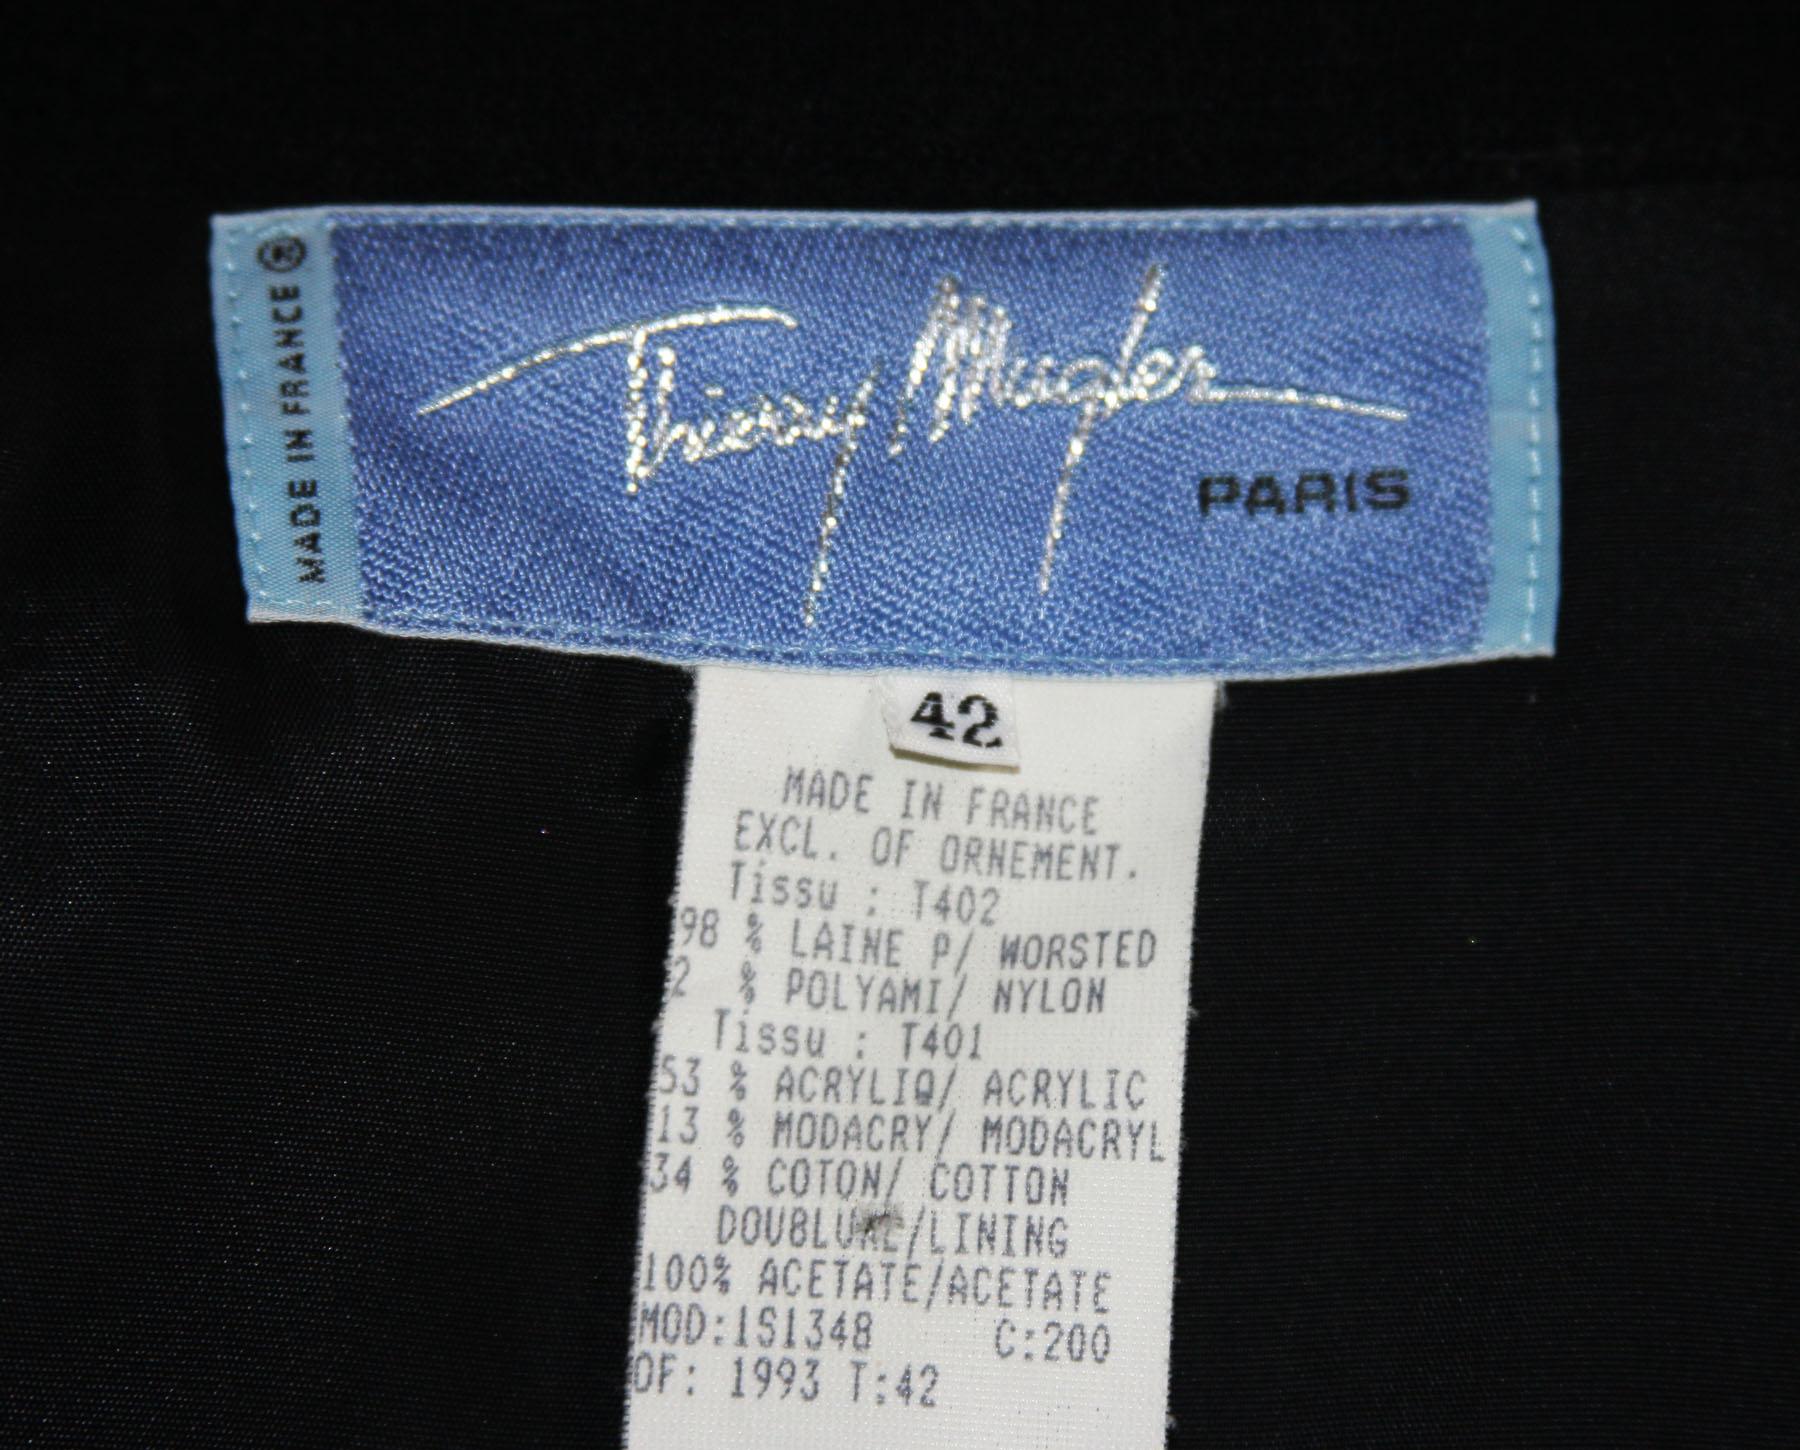 MADE IN FRANCE ®
Thierry Mugler
PARIS
42
MADE IN FRANCE
EXCL. OF ORNEMENT.
Tissu : T402
98 % LAINE P/ WORSTED
2 % POLYAMI/ NYLON
Tissu : T401
53 % ACRYLIQ/ ACRYLIC
13 % MODACRY/ MODACRYL
34 % COTON/ COTTON
DOUBLURE/LINING
100% ACETATE/ACETATE
MOD:1S1348 C:200
OF: 1993 T:42